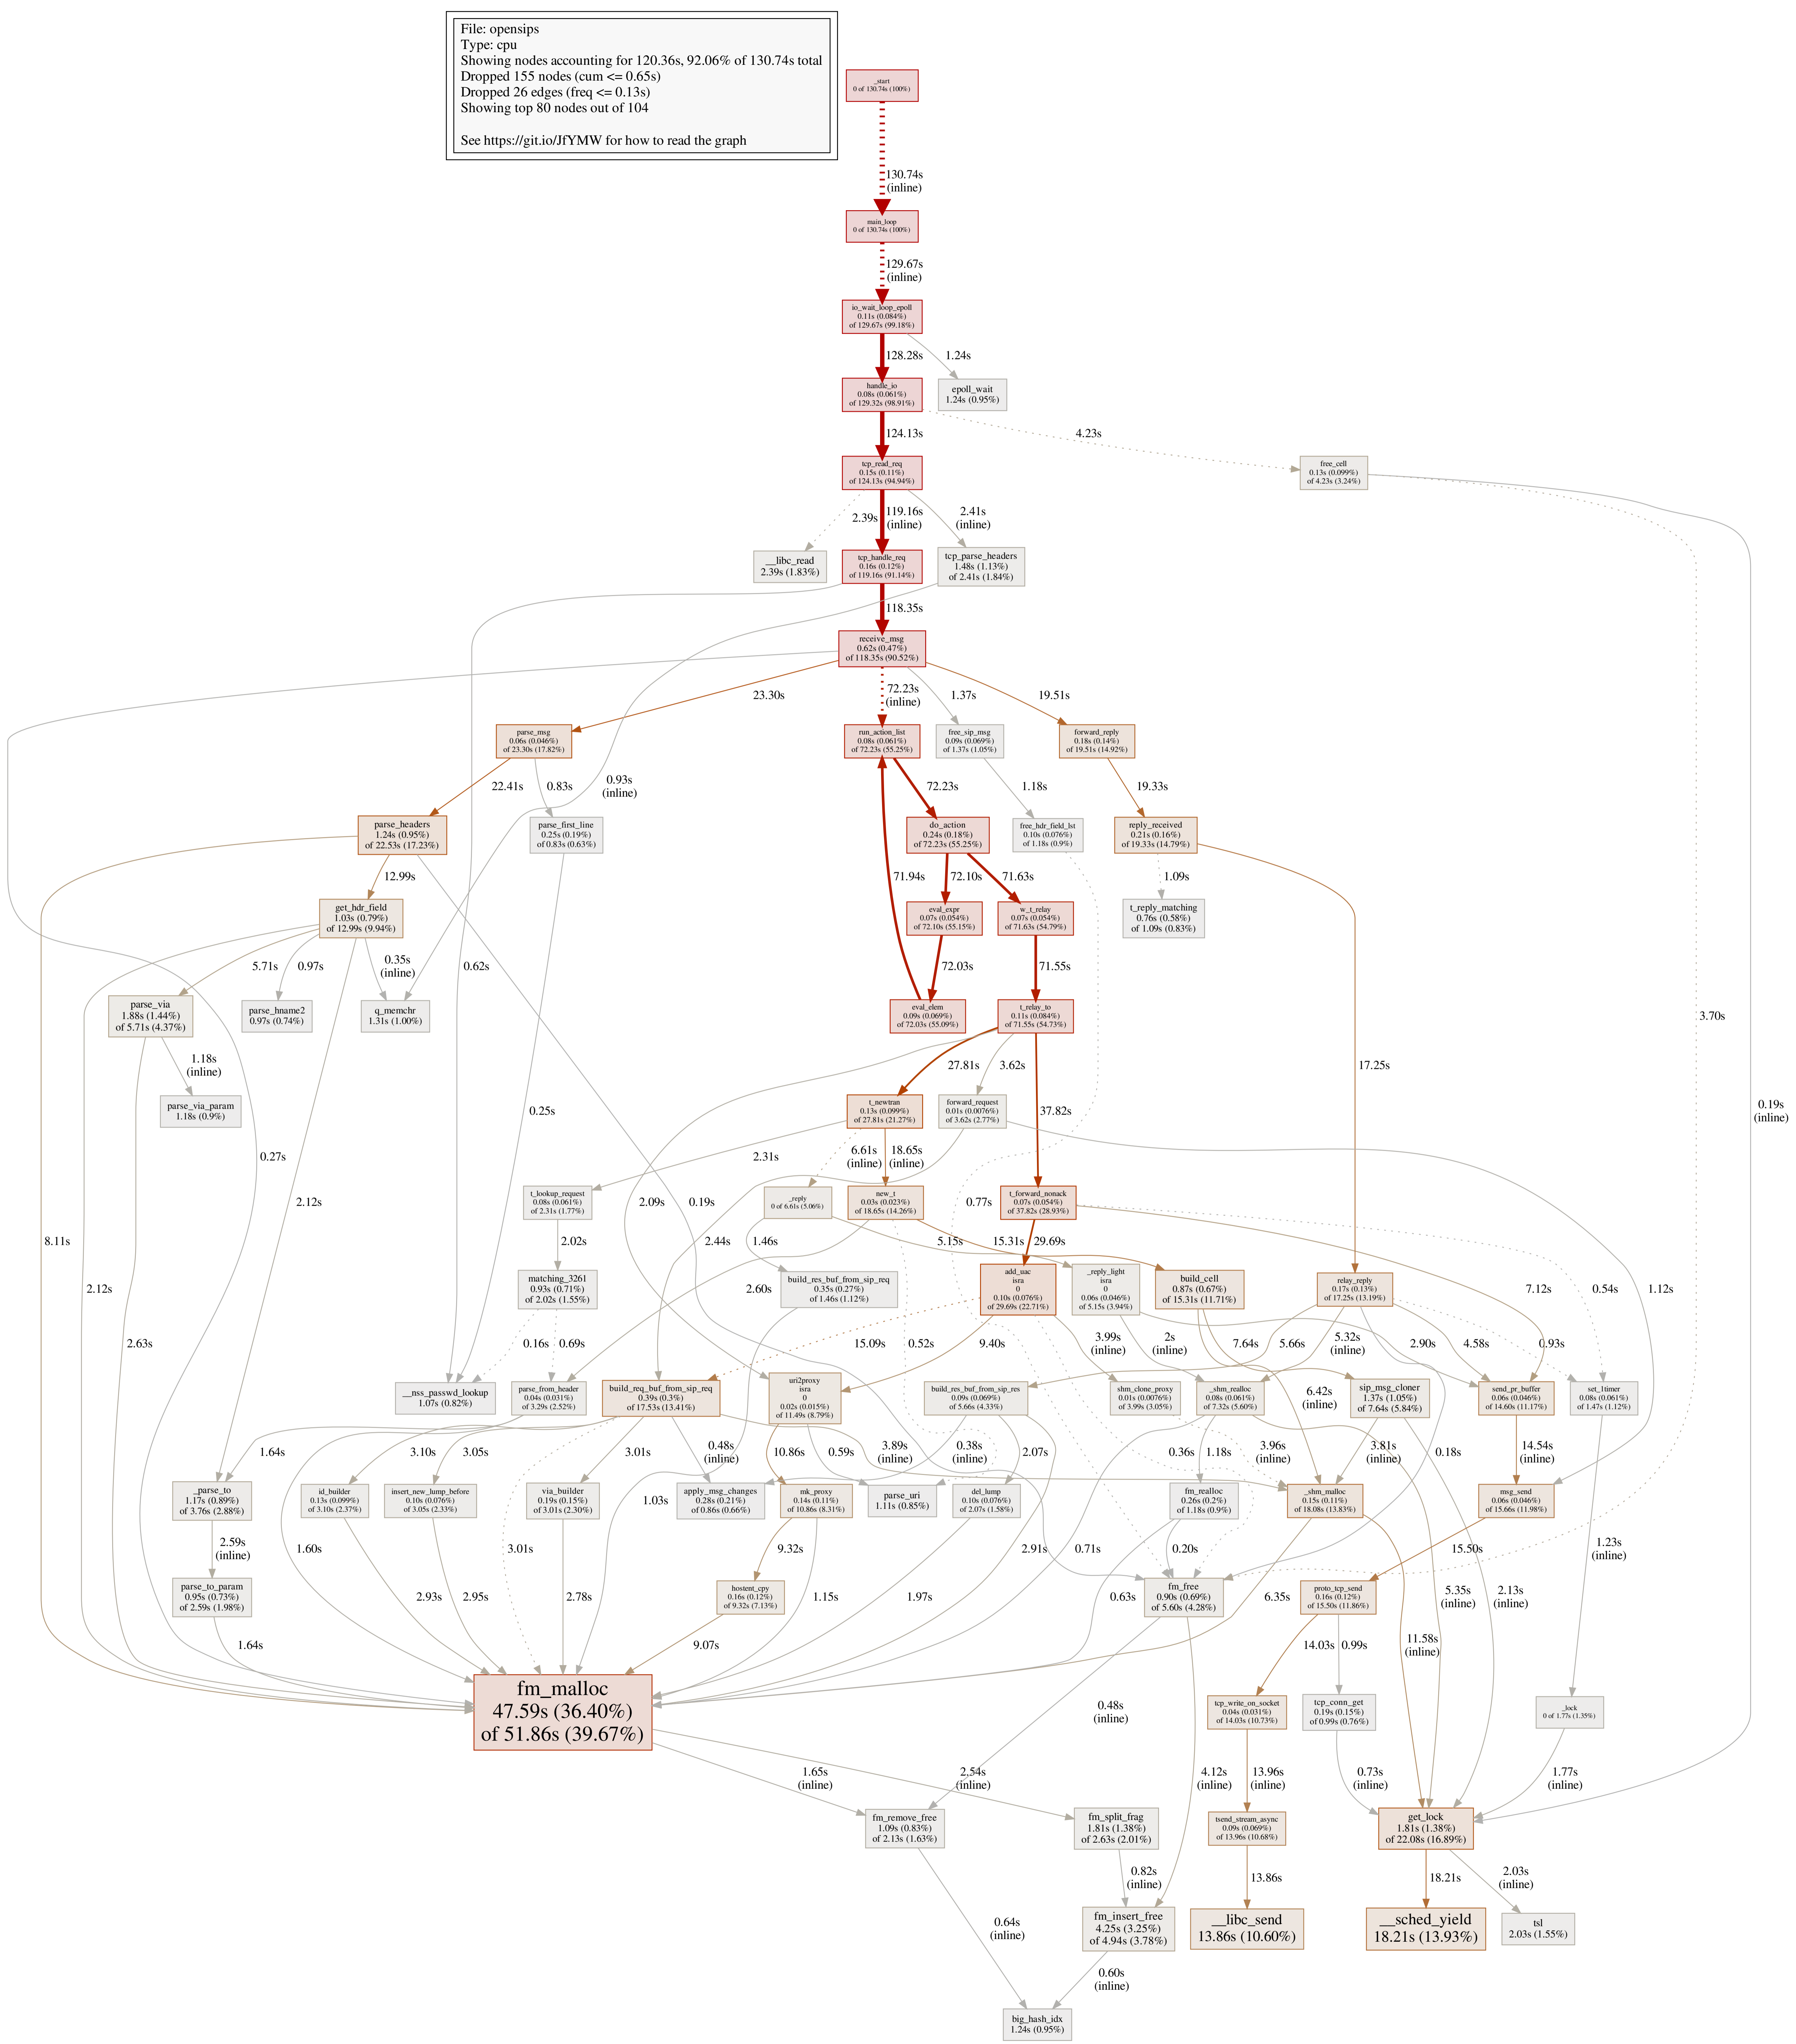 File: opensips
Type: cpu
Showing nodes accounting for 120.36s, 92.06% of 130.74s total
Dropped 155 nodes (cum <= 0.65s)
Dropped 26 edges (freq <= 0.13s)
Showing top 80 nodes out of 104
See https://git.io/JfYMW for how to read the graph
_start
0 of 130.74s (100%)
130.74s
(inline)
main_loop
0 of 130.74s (100%)
129.67s
(inline)
io_wait_loop_epoll
0.11s (0.084%)
of 129.67s (99.18%)
128.28s
1.24s
handle_io
0.08s (0.061%)
of 129.32s (98.91%)
epoll_wait
1.24s (0.95%)
124.13s
4.23s
tcp_read_req
0.15s (0.11%)
of 124.13s (94.94%)
free_cell
0.13s (0.099%)
of 4.23s (3.24%)
2.39s
119.16s
(inline)
2.41s
(inline)
__libc_read
2.39s (1.83%)
tcp_handle_req
0.16s (0.12%)
of 119.16s (91.14%)
tcp_parse_headers
1.48s (1.13%)
of 2.41s (1.84%)
118.35s
receive_msg
0.62s (0.47%)
of 118.35s (90.52%)
23.30s
72.23s
(inline)
1.37s
19.51s
parse_msg
0.06s (0.046%)
of 23.30s (17.82%)
run_action_list
0.08s (0.061%)
of 72.23s (55.25%)
free_sip_msg
0.09s (0.069%)
of 1.37s (1.05%)
forward_reply
0.18s (0.14%)
of 19.51s (14.92%)
22.41s
0.83s
0.93s
(inline)
72.23s
1.18s
19.33s
parse_headers
1.24s (0.95%)
of 22.53s (17.23%)
parse_first_line
0.25s (0.19%)
of 0.83s (0.63%)
do_action
0.24s (0.18%)
of 72.23s (55.25%)
free_hdr_field_lst
0.10s (0.076%)
of 1.18s (0.9%)
reply_received
0.21s (0.16%)
of 19.33s (14.79%)
12.99s
71.94s
72.10s
71.63s
1.09s
get_hdr_field
1.03s (0.79%)
of 12.99s (9.94%)
eval_expr
0.07s (0.054%)
of 72.10s (55.15%)
w_t_relay
0.07s (0.054%)
of 71.63s (54.79%)
t_reply_matching
0.76s (0.58%)
of 1.09s (0.83%)
5.71s
0.97s
0.35s
(inline)
0.62s
72.03s
71.55s
parse_via
1.88s (1.44%)
of 5.71s (4.37%)
parse_hname2
0.97s (0.74%)
q_memchr
1.31s (1.00%)
eval_elem
0.09s (0.069%)
of 72.03s (55.09%)
t_relay_to
0.11s (0.084%)
of 71.55s (54.73%)
3.70s
1.18s
(inline)
27.81s
3.62s
17.25s
parse_via_param
1.18s (0.9%)
0.25s
t_newtran
0.13s (0.099%)
of 27.81s (21.27%)
forward_request
0.01s (0.0076%)
of 3.62s (2.77%)
37.82s
0.19s
(inline)
0.27s
2.31s
6.61s
(inline)
18.65s
(inline)
2.12s
t_lookup_request
0.08s (0.061%)
of 2.31s (1.77%)
2.09s
0.19s
_reply
0 of 6.61s (5.06%)
new_t
0.03s (0.023%)
of 18.65s (14.26%)
0.77s
t_forward_nonack
0.07s (0.054%)
of 37.82s (28.93%)
8.11s
2.02s
2.44s
1.46s
5.15s
15.31s
29.69s
2.12s
matching_3261
0.93s (0.71%)
of 2.02s (1.55%)
2.60s
build_res_buf_from_sip_req
0.35s (0.27%)
of 1.46s (1.12%)
add_uac
isra
0
0.10s (0.076%)
of 29.69s (22.71%)
_reply_light
isra
0
0.06s (0.046%)
of 5.15s (3.94%)
build_cell
0.87s (0.67%)
of 15.31s (11.71%)
relay_reply
0.17s (0.13%)
of 17.25s (13.19%)
7.12s
0.54s
1.12s
2.63s
0.16s
0.69s
15.09s
0.52s
9.40s
3.99s
(inline)
2s
(inline)
7.64s
5.66s
5.32s
(inline)
2.90s
4.58s
0.93s
__nss_passwd_lookup
1.07s (0.82%)
parse_from_header
0.04s (0.031%)
of 3.29s (2.52%)
build_req_buf_from_sip_req
0.39s (0.3%)
of 17.53s (13.41%)
uri2proxy
isra
0
0.02s (0.015%)
of 11.49s (8.79%)
build_res_buf_from_sip_res
0.09s (0.069%)
of 5.66s (4.33%)
shm_clone_proxy
0.01s (0.0076%)
of 3.99s (3.05%)
_shm_realloc
0.08s (0.061%)
of 7.32s (5.60%)
6.42s
(inline)
sip_msg_cloner
1.37s (1.05%)
of 7.64s (5.84%)
send_pr_buffer
0.06s (0.046%)
of 14.60s (11.17%)
set_1timer
0.08s (0.061%)
of 1.47s (1.12%)
1.64s
3.10s
3.05s
3.01s
0.48s
(inline)
10.86s
0.59s
3.89s
(inline)
0.38s
(inline)
2.07s
0.36s
1.18s
3.96s
(inline)
3.81s
(inline)
0.18s
14.54s
_parse_to
1.17s (0.89%)
of 3.76s (2.88%)
id_builder
0.13s (0.099%)
of 3.10s (2.37%)
insert_new_lump_before
0.10s (0.076%)
of 3.05s (2.33%)
via_builder
0.19s (0.15%)
of 3.01s (2.30%)
1.03s
apply_msg_changes
0.28s (0.21%)
of 0.86s (0.66%)
mk_proxy
0.14s (0.11%)
of 10.86s (8.31%)
parse_uri
1.11s (0.85%)
del_lump
0.10s (0.076%)
of 2.07s (1.58%)
fm_realloc
0.26s (0.2%)
of 1.18s (0.9%)
_shm_malloc
0.15s (0.11%)
of 18.08s (13.83%)
msg_send
0.06s (0.046%)
of 15.66s (11.98%)
2.59s
(inline)
1.60s
3.01s
9.32s
2.91s
0.71s
0.20s
15.50s
1.23s
(inline)
parse_to_param
0.95s (0.73%)
of 2.59s (1.98%)
2.93s
2.95s
2.78s
hostent_cpy
0.16s (0.12%)
of 9.32s (7.13%)
1.15s
1.97s
0.63s
fm_free
0.90s (0.69%)
of 5.60s (4.28%)
6.35s
proto_tcp_send
0.16s (0.12%)
of 15.50s (11.86%)
5.35s
(inline)
2.13s
(inline)
1.64s
9.07s
14.03s
0.99s
11.58s
(inline)
fm_malloc
47.59s (36.40%)
of 51.86s (39.67%)
0.48s
(inline)
tcp_write_on_socket
0.04s (0.031%)
of 14.03s (10.73%)
tcp_conn_get
0.19s (0.15%)
of 0.99s (0.76%)
_lock
0 of 1.77s (1.35%)
1.65s
(inline)
2.54s
(inline)
4.12s
(inline)
13.96s
(inline)
0.73s
(inline)
1.77s
(inline)
fm_remove_free
1.09s (0.83%)
of 2.13s (1.63%)
fm_split_frag
1.81s (1.38%)
of 2.63s (2.01%)
tsend_stream_async
0.09s (0.069%)
of 13.96s (10.68%)
get_lock
1.81s (1.38%)
of 22.08s (16.89%)
0.82s
(inline)
13.86s
18.21s
2.03s
(inline)
0.64s
(inline)
fm_insert_free
4.25s (3.25%)
of 4.94s (3.78%)
__libc_send
13.86s (10.60%)
__sched_yield
18.21s (13.93%)
tsl
2.03s (1.55%)
0.60s
(inline)
big_hash_idx
1.24s (0.95%)